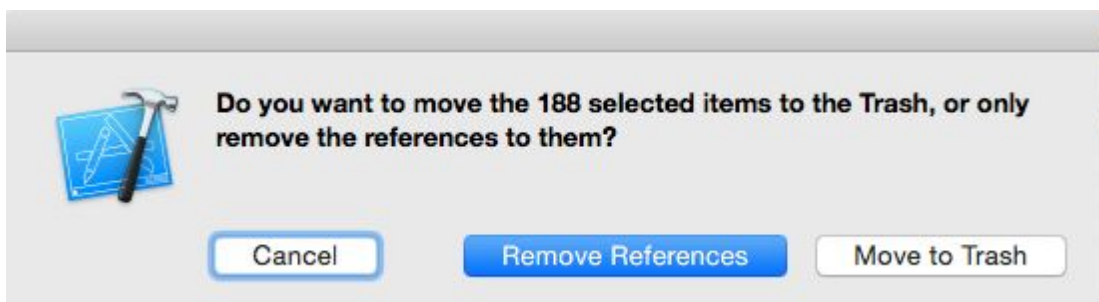 Do you want to move the 188 selected items to the Trash, or only
remove the references to them?
Cancel
Remove References
Move to Trash